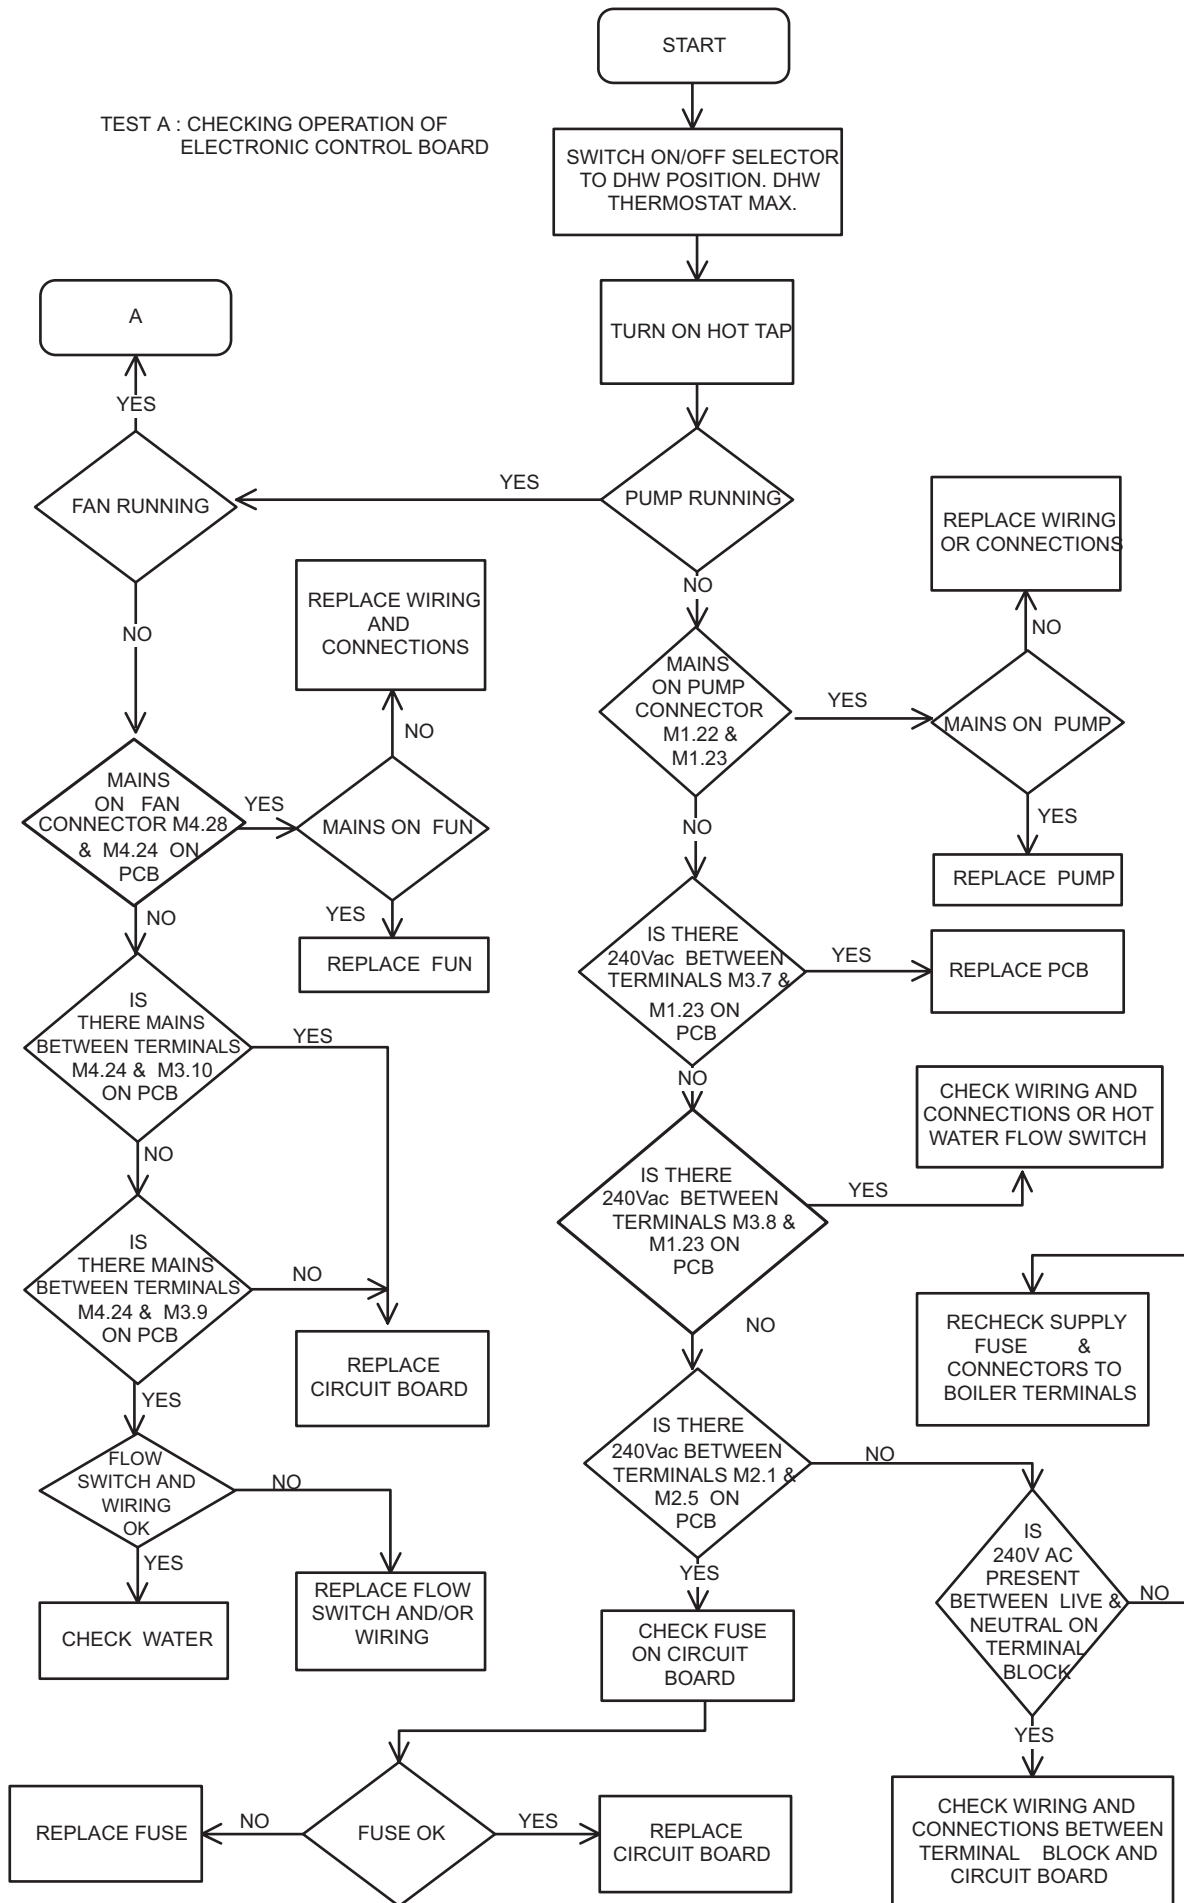 START
TEST A : CHECKING OPERATION OF
ELECTRONIC CONTROL BOARD
SWITCH ON/OFF SELECTOR
TO DHW POSITION. DHW
THERMOSTAT MAX.
TURN ON HOT TAP
A
YES
FAN RUNNING
YES
PUMP RUNNING
NO
NO
REPLACE WIRING
AND
CONNECTIONS
NO
REPLACE WIRING
OR CONNECTIONS
NO
MAINS
ON PUMP
CONNECTOR
M1.22 &
M1.23
YES
MAINS ON PUMP
YES
REPLACE PUMP
NO
MAINS
ON FAN
CONNECTOR M4.28
& M4.24 ON
PCB
YES
MAINS ON FUN
YES
REPLACE FUN
NO
IS THERE
240Vac BETWEEN
TERMINALS M3.7 &
M1.23 ON
PCB
YES
REPLACE PCB
NO
IS
THERE MAINS
BETWEEN TERMINALS
M4.24 & M3.10
ON PCB
YES
NO
IS THERE
240Vac BETWEEN
TERMINALS M3.8 &
M1.23 ON
PCB
YES
CHECK WIRING AND
CONNECTIONS OR HOT
WATER FLOW SWITCH
NO
IS
THERE MAINS
BETWEEN TERMINALS
M4.24 & M3.9
ON PCB
NO
REPLACE
CIRCUIT BOARD
YES
RECHECK SUPPLY
FUSE &
CONNECTORS TO
BOILER TERMINALS
IS THERE
240Vac BETWEEN
TERMINALS M2.1 &
M2.5 ON
PCB
NO
YES
FLOW
SWITCH AND
WIRING
OK
NO
YES
CHECK WATER
REPLACE FLOW
SWITCH AND/OR
WIRING
CHECK FUSE
ON CIRCUIT
BOARD
IS
240V AC
PRESENT
BETWEEN LIVE &
NEUTRAL ON
TERMINAL
BLOCK
NO
YES
REPLACE FUSE
NO
FUSE OK
YES
REPLACE
CIRCUIT BOARD
CHECK WIRING AND
CONNECTIONS BETWEEN
TERMINAL BLOCK AND
CIRCUIT BOARD